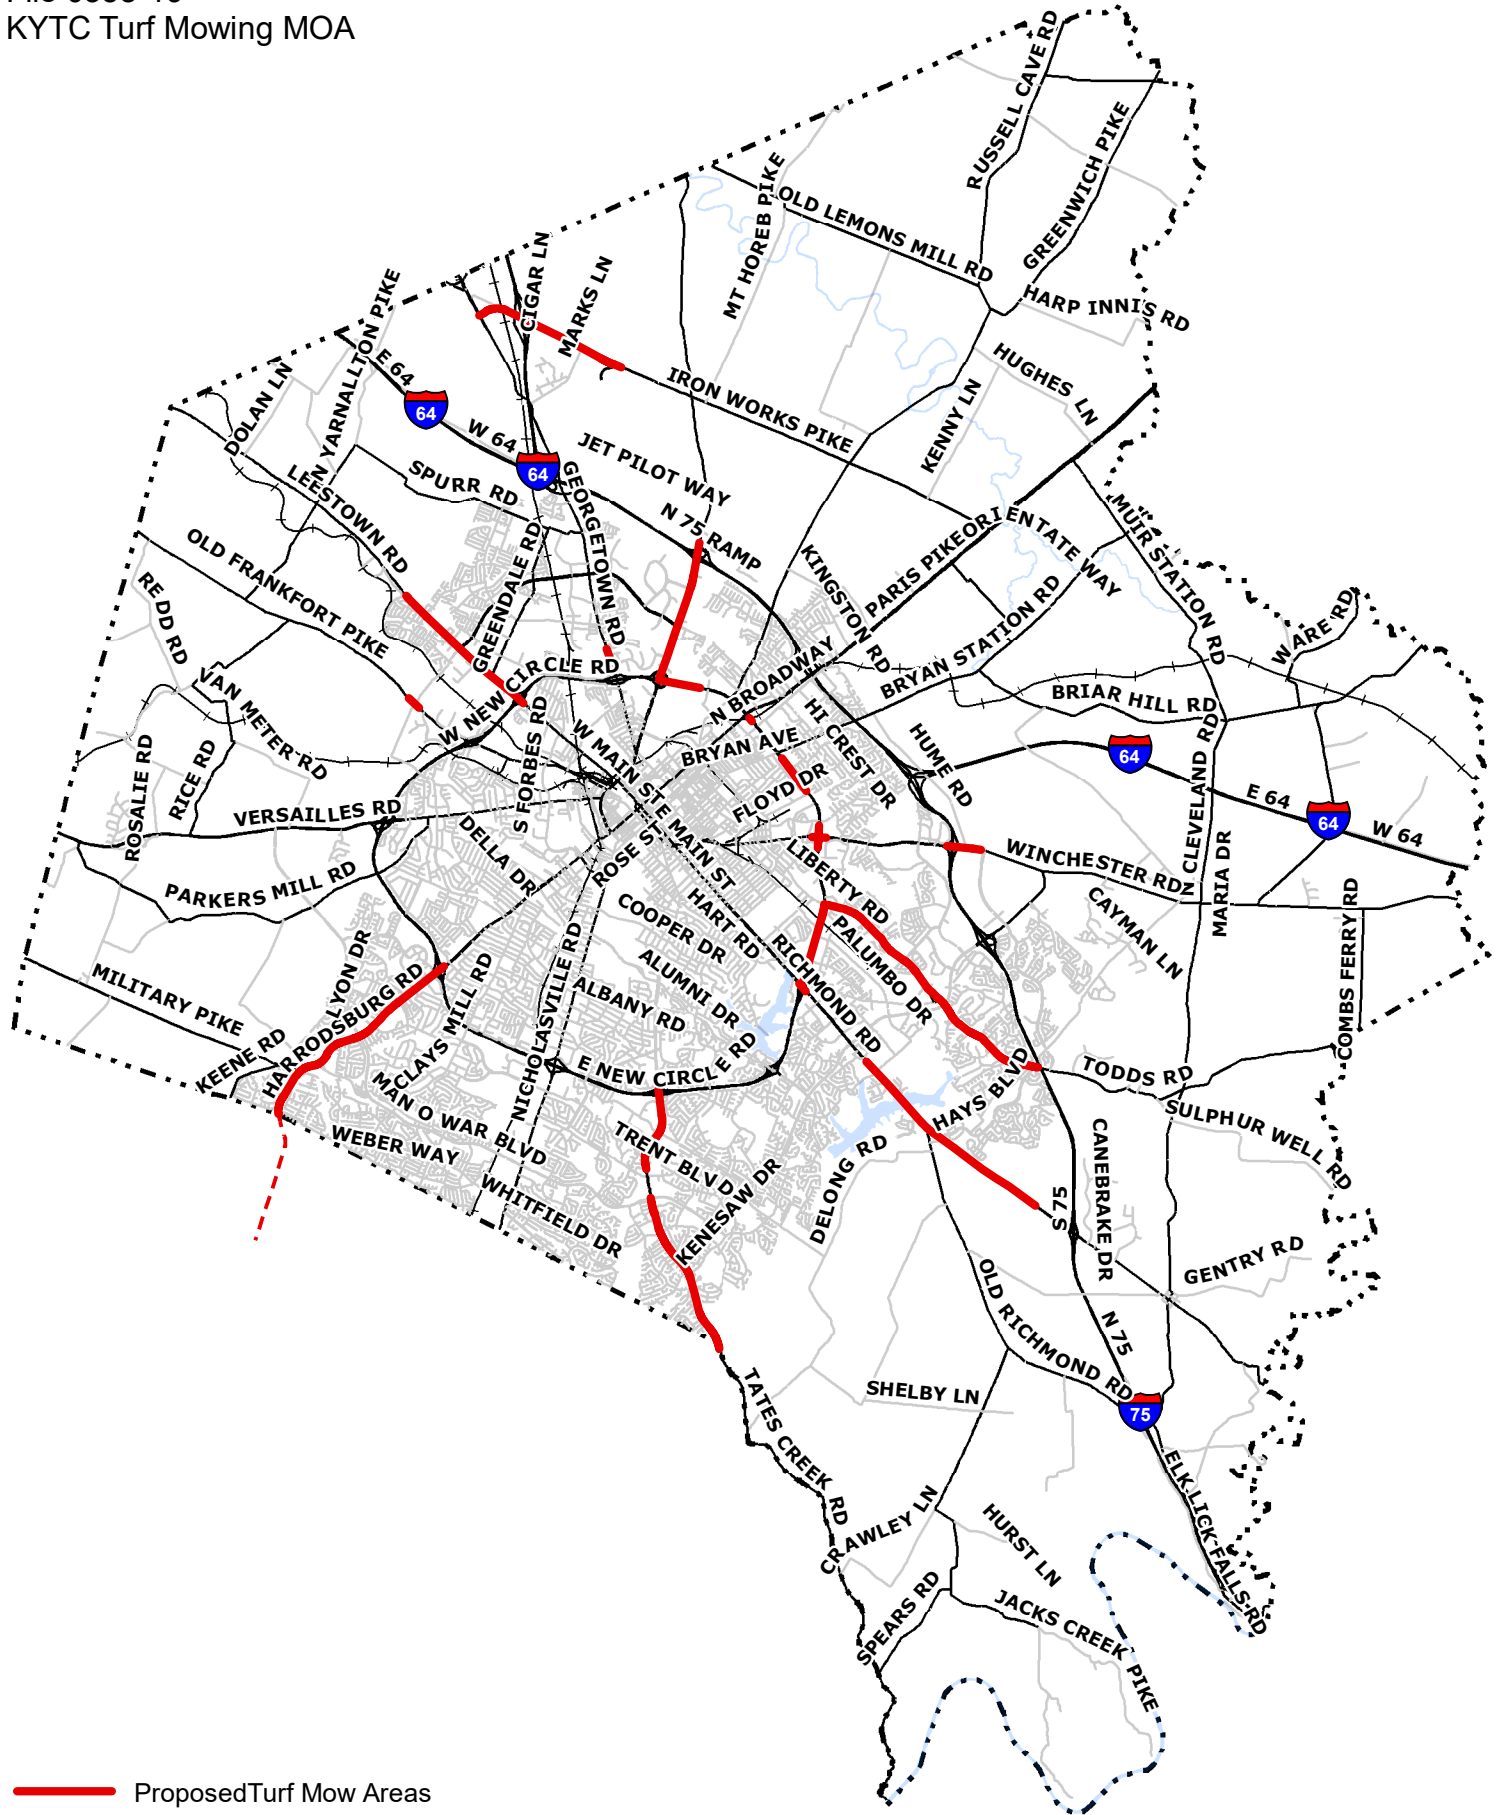 KYTC Turf Mowing MOA
RUSSELL CAVE RD
GREENWICH PIKE
MT HOREB PIKE
OLD LEMONS MILL RD
HARP INNIS RD
CIGAR LN
MARKS LN
N YARNALLTON PIKE
E 64
64
DOLAN LN
HUGHES LN
IRON WORKS PIKE
KENNY LN
W 64
64
JET PILOT WAY
SPURR RD
LEESTOWN RD
GEORGETOWN RD
N 75 RAMP
ORIENTATE WAY
MUIR STATION RD
PARIS PIKE
OLD FRANKFORT PIKE
GREENDALE RD
KINGSTON RD
BRYAN STATION RD
REDD RD
WARE RD
W NEW CIRCLE RD
N BROADWAY
BRIAR HILL RD
VAN METER RD
S FORBES RD
W MAIN ST
BRYAN AVE
HI CREST DR
HUME RD
64
N CLEVELAND RD
E 64
64
W 64
ROSALIE RD
RICE RD
VERSAILLES RD
FLOYD DR
DELLA DR
ROSE ST
E MAIN ST
LIBERTY RD
WINCHESTER RD
MARIA DR
PARKERS MILL RD
COOPER DR
HART RD
CAYMAN LN
COMBS FERRY RD
LYON DR
MILITARY PIKE
HARRODSBURG RD
CLAYS MILL RD
NICHOLASVILLE RD
ALBANY RD
ALUMNI DR
RICHMOND RD
PALUMBO DR
KEENE RD
E NEW CIRCLE RD
MAN O WAR BLVD
HAYS BLVD
TODDS RD
SULPHUR WELL RD
WEBER WAY
TRENT BLVD
KENESAW DR
DELONG RD
CANEBRAKE DR
WHITFIELD DR
S 75
GENTRY RD
OLD RICHMOND RD
N 75
75
SHELBY LN
TATES CREEK RD
CRAWLEY LN
HURST LN
ELK LICK FALLS RD
SPEARS RD
JACKS CREEK PIKE
ProposedTurf Mow Areas